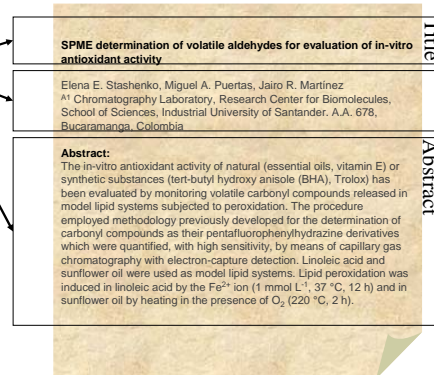 SPME determination of volatile aldehydes for evaluation of in-vitro
antioxidant activity
Title
Elena E. Stashenko, Miguel A. Puertas, Jairo R. Martínez
A1 Chromatography Laboratory, Research Center for Biomolecules,
School of Sciences, Industrial University of Santander. A.A. 678,
Bucaramanga, Colombia
Abstract
Abstract:
The in-vitro antioxidant activity of natural (essential oils, vitamin E) or
synthetic substances (tert-butyl hydroxy anisole (BHA), Trolox) has
been evaluated by monitoring volatile carbonyl compounds released in
model lipid systems subjected to peroxidation. The procedure
employed methodology previously developed for the determination of
carbonyl compounds as their pentafluorophenylhydrazine derivatives
which were quantified, with high sensitivity, by means of capillary gas
chromatography with electron-capture detection. Linoleic acid and
sunflower oil were used as model lipid systems. Lipid peroxidation was
induced in linoleic acid by the Fe²⁺ ion (1 mmol L⁻¹, 37 °C, 12 h) and in
sunflower oil by heating in the presence of O₂ (220 °C, 2 h).